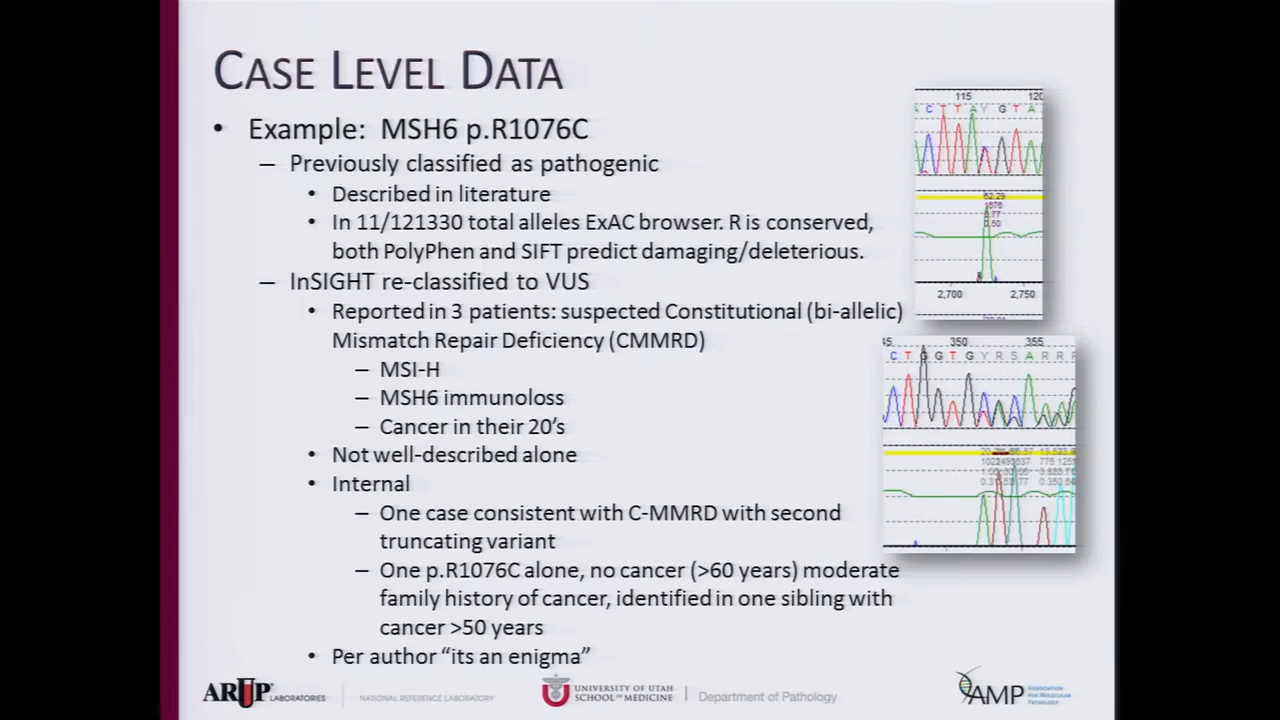 CASE LEVEL DATA
• Example: MSH6 p.R1076C
– Previously classified as pathogenic
• Described in literature
• In 11/121330 total alleles ExAC browser. R is conserved,
both PolyPhen and SIFT predict damaging/deleterious.
– InSIGHT re-classified to VUS
• Reported in 3 patients: suspected Constitutional (bi-allelic)
Mismatch Repair Deficiency (CMMRD)
– MSI-H
– MSH6 immunoloss
– Cancer in their 20's
• Not well-described alone
• Internal
– One case consistent with C-MMRD with second
truncating variant
– One p.R1076C alone, no cancer (>60 years) moderate
family history of cancer, identified in one sibling with
cancer >50 years
• Per author "its an enigma"
115 120
A C T T A Y G T A
2,700 2,750
45 350 355
C T G G T G Y R S A R R R
ARUP LABORATORIES
NATIONAL REFERENCE LABORATORY
UNIVERSITY OF UTAH
SCHOOL OF MEDICINE
Department of Pathology
AMP ASSOCIATION
FOR MOLECULAR
PATHOLOGY